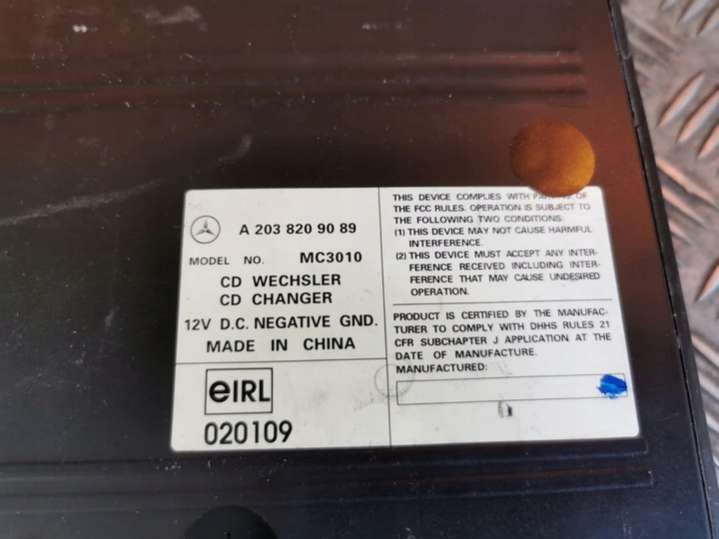 A 203 820 90 89
MODEL NO. MC3010
CD WECHSLER
CD CHANGER
12V D.C. NEGATIVE GND.
MADE IN CHINA
eIRL
020109
THIS DEVICE COMPLIES WITH OF
THE FCC RULES. OPERATION IS SUBJECT TO
THE FOLLOWING TWO CONDITIONS:
(1) THIS DEVICE MAY NOT CAUSE HARMFUL
INTERFERENCE.
(2) THIS DEVICE MUST ACCEPT ANY INTER-
FERENCE RECEIVED INCLUDING INTER-
FERENCE THAT MAY CAUSE UNDESIRED
OPERATION.
PRODUCT IS CERTIFIED BY THE MANUFAC-
TURER TO COMPLY WITH DHHS RULES 21
CFR SUBCHAPTER J APPLICATION AT THE
DATE OF MANUFACTURE.
MANUFACTURED: